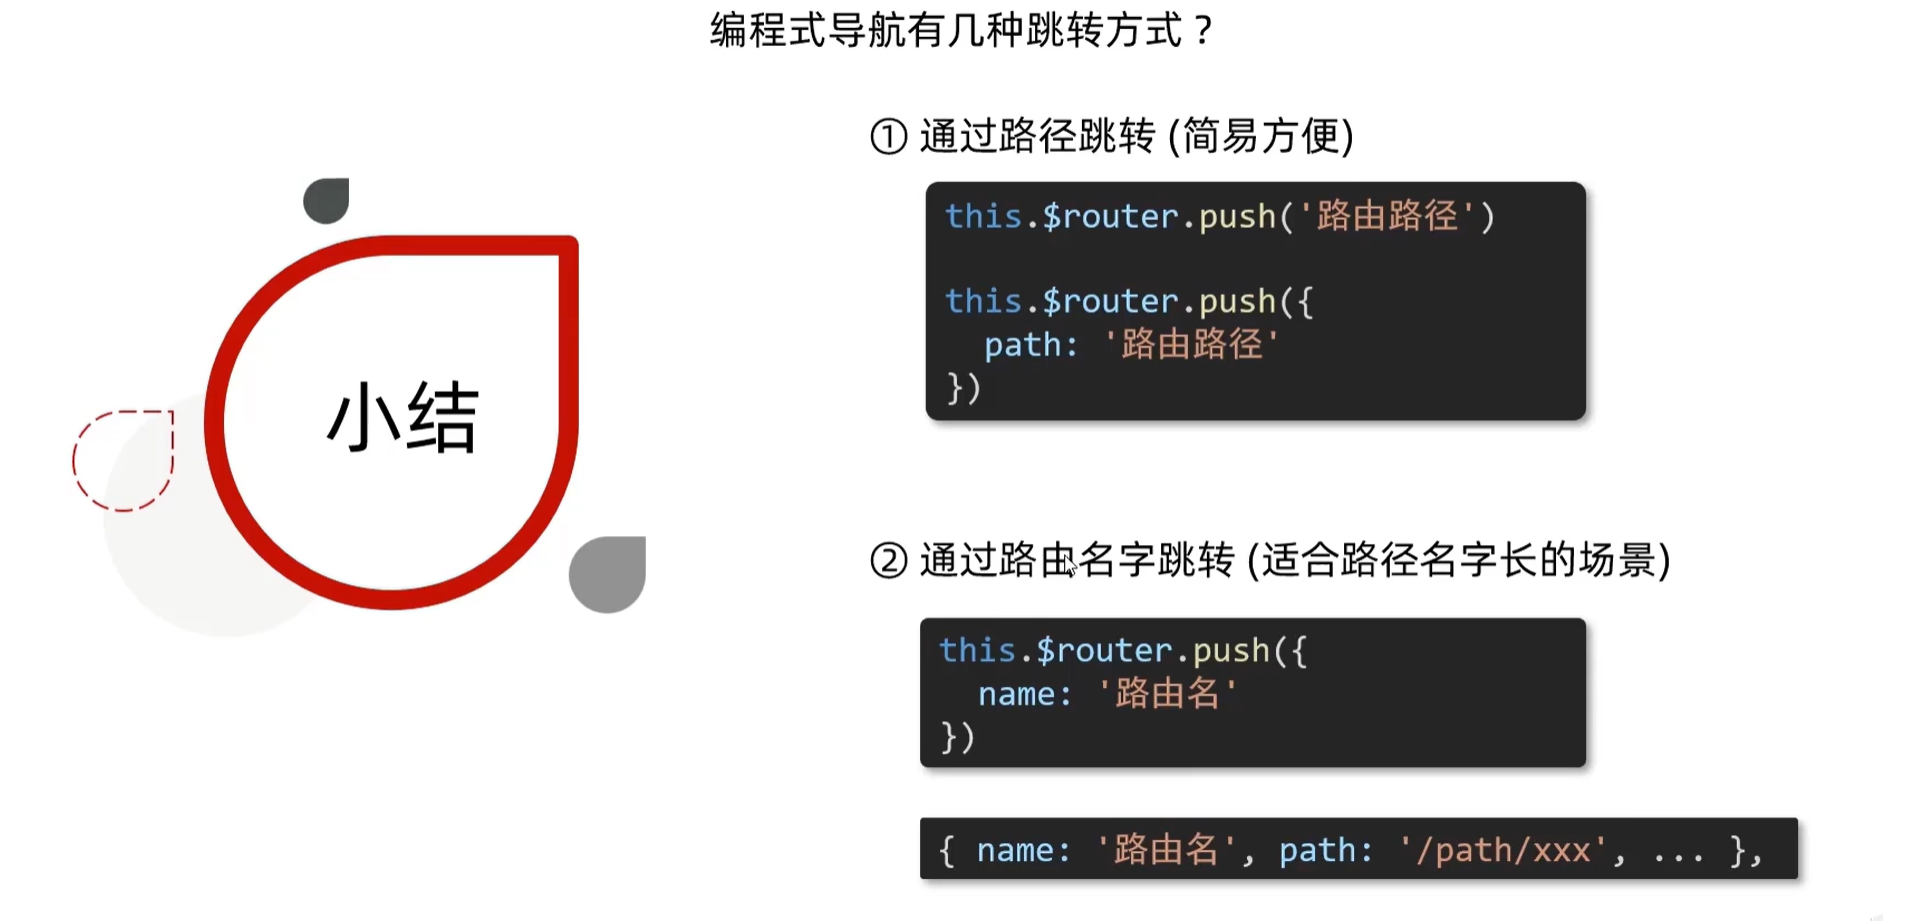 编程式导航有几种跳转方式？
① 通过路径跳转 (简易方便)
this.$router.push('路由路径')
this.$router.push({
  path: '路由路径'
})
小结
② 通过路由名字跳转 (适合路径名字长的场景)
this.$router.push({
  name: '路由名'
})
{ name: '路由名', path: '/path/xxx', ... },